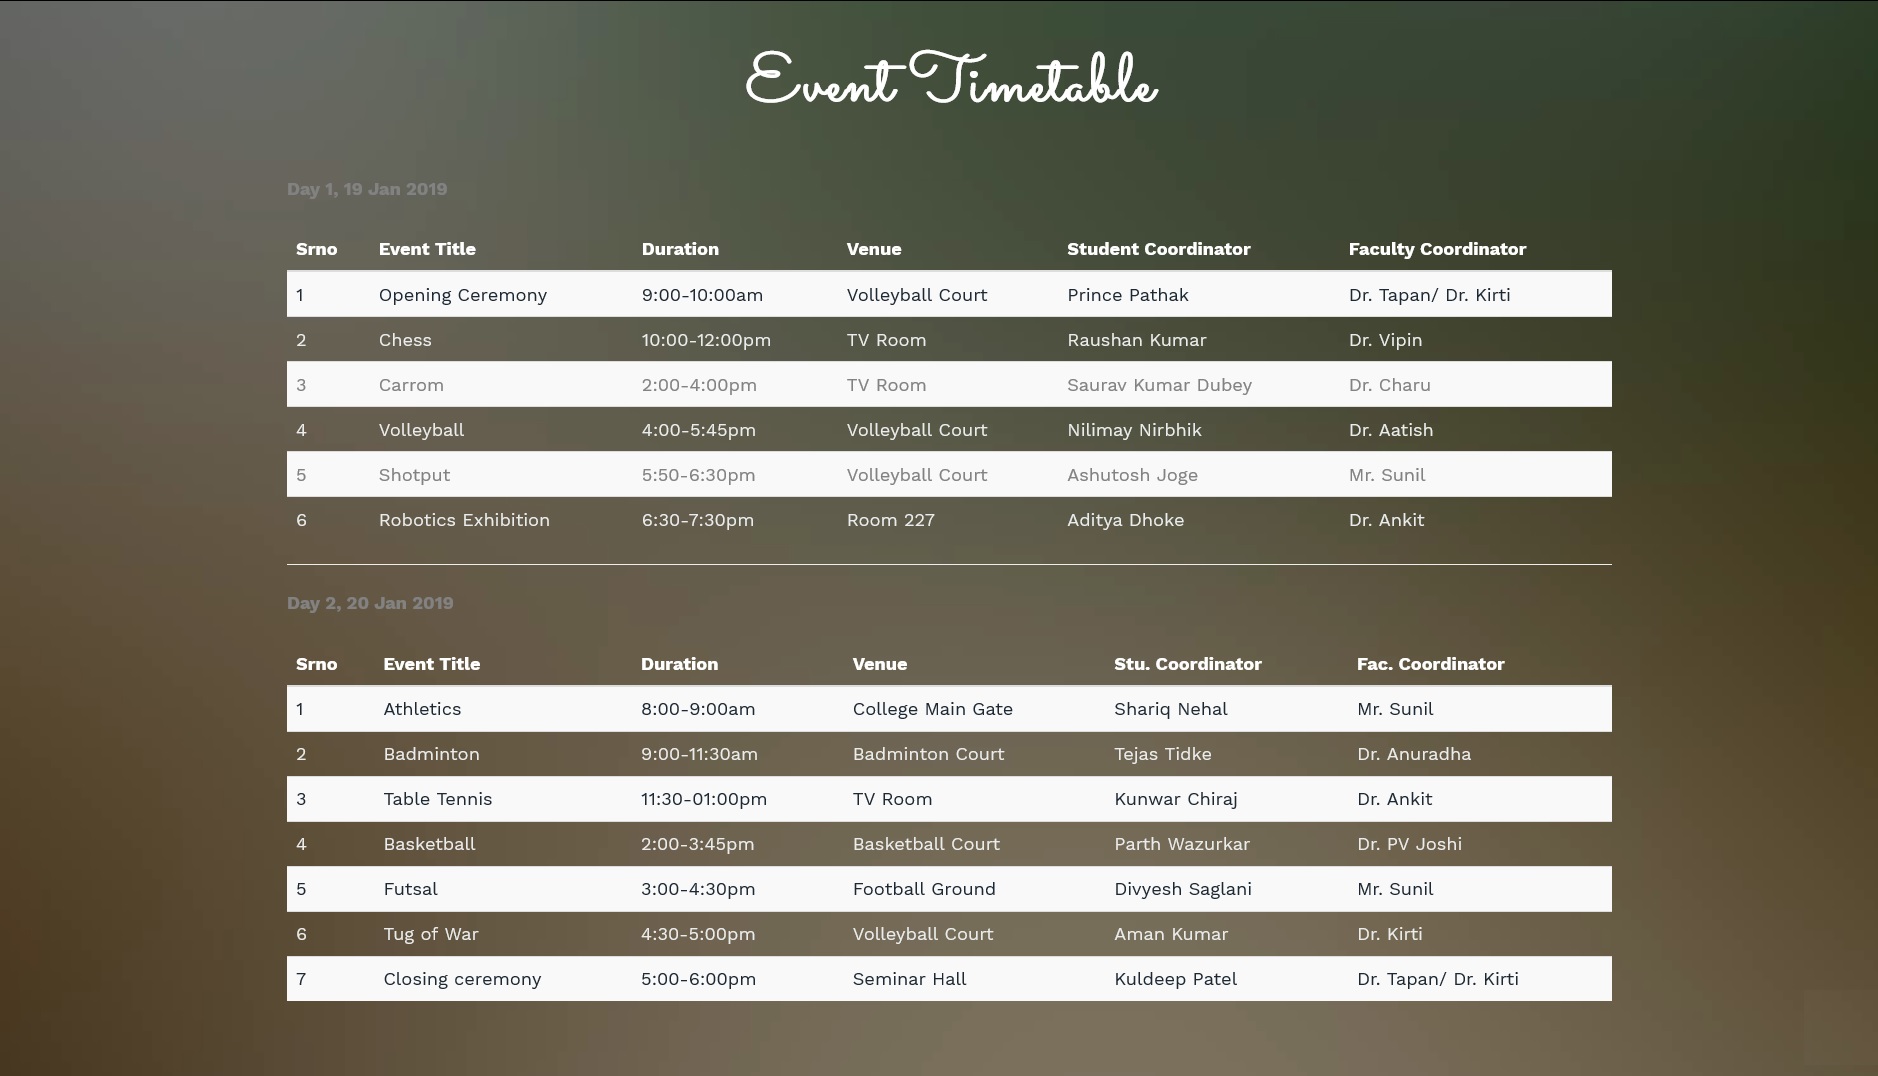 Event Timetable
Day 1, 19 Jan 2019
Srno Event Title Duration Venue Student Coordinator Faculty Coordinator
1 Opening Ceremony 9:00-10:00am Volleyball Court Prince Pathak Dr. Tapan/ Dr. Kirti
2 Chess 10:00-12:00pm TV Room Raushan Kumar Dr. Vipin
3 Carrom 2:00-4:00pm TV Room Saurav Kumar Dubey Dr. Charu
4 Volleyball 4:00-5:45pm Volleyball Court Nilimay Nirbhik Dr. Aatish
5 Shotput 5:50-6:30pm Volleyball Court Ashutosh Joge Mr. Sunil
6 Robotics Exhibition 6:30-7:30pm Room 227 Aditya Dhoke Dr. Ankit
Day 2, 20 Jan 2019
Srno Event Title Duration Venue Stu. Coordinator Fac. Coordinator
1 Athletics 8:00-9:00am College Main Gate Shariq Nehal Mr. Sunil
2 Badminton 9:00-11:30am Badminton Court Tejas Tidke Dr. Anuradha
3 Table Tennis 11:30-01:00pm TV Room Kunwar Chiraj Dr. Ankit
4 Basketball 2:00-3:45pm Basketball Court Parth Wazurkar Dr. PV Joshi
5 Futsal 3:00-4:30pm Football Ground Divyesh Saglani Mr. Sunil
6 Tug of War 4:30-5:00pm Volleyball Court Aman Kumar Dr. Kirti
7 Closing ceremony 5:00-6:00pm Seminar Hall Kuldeep Patel Dr. Tapan/ Dr. Kirti